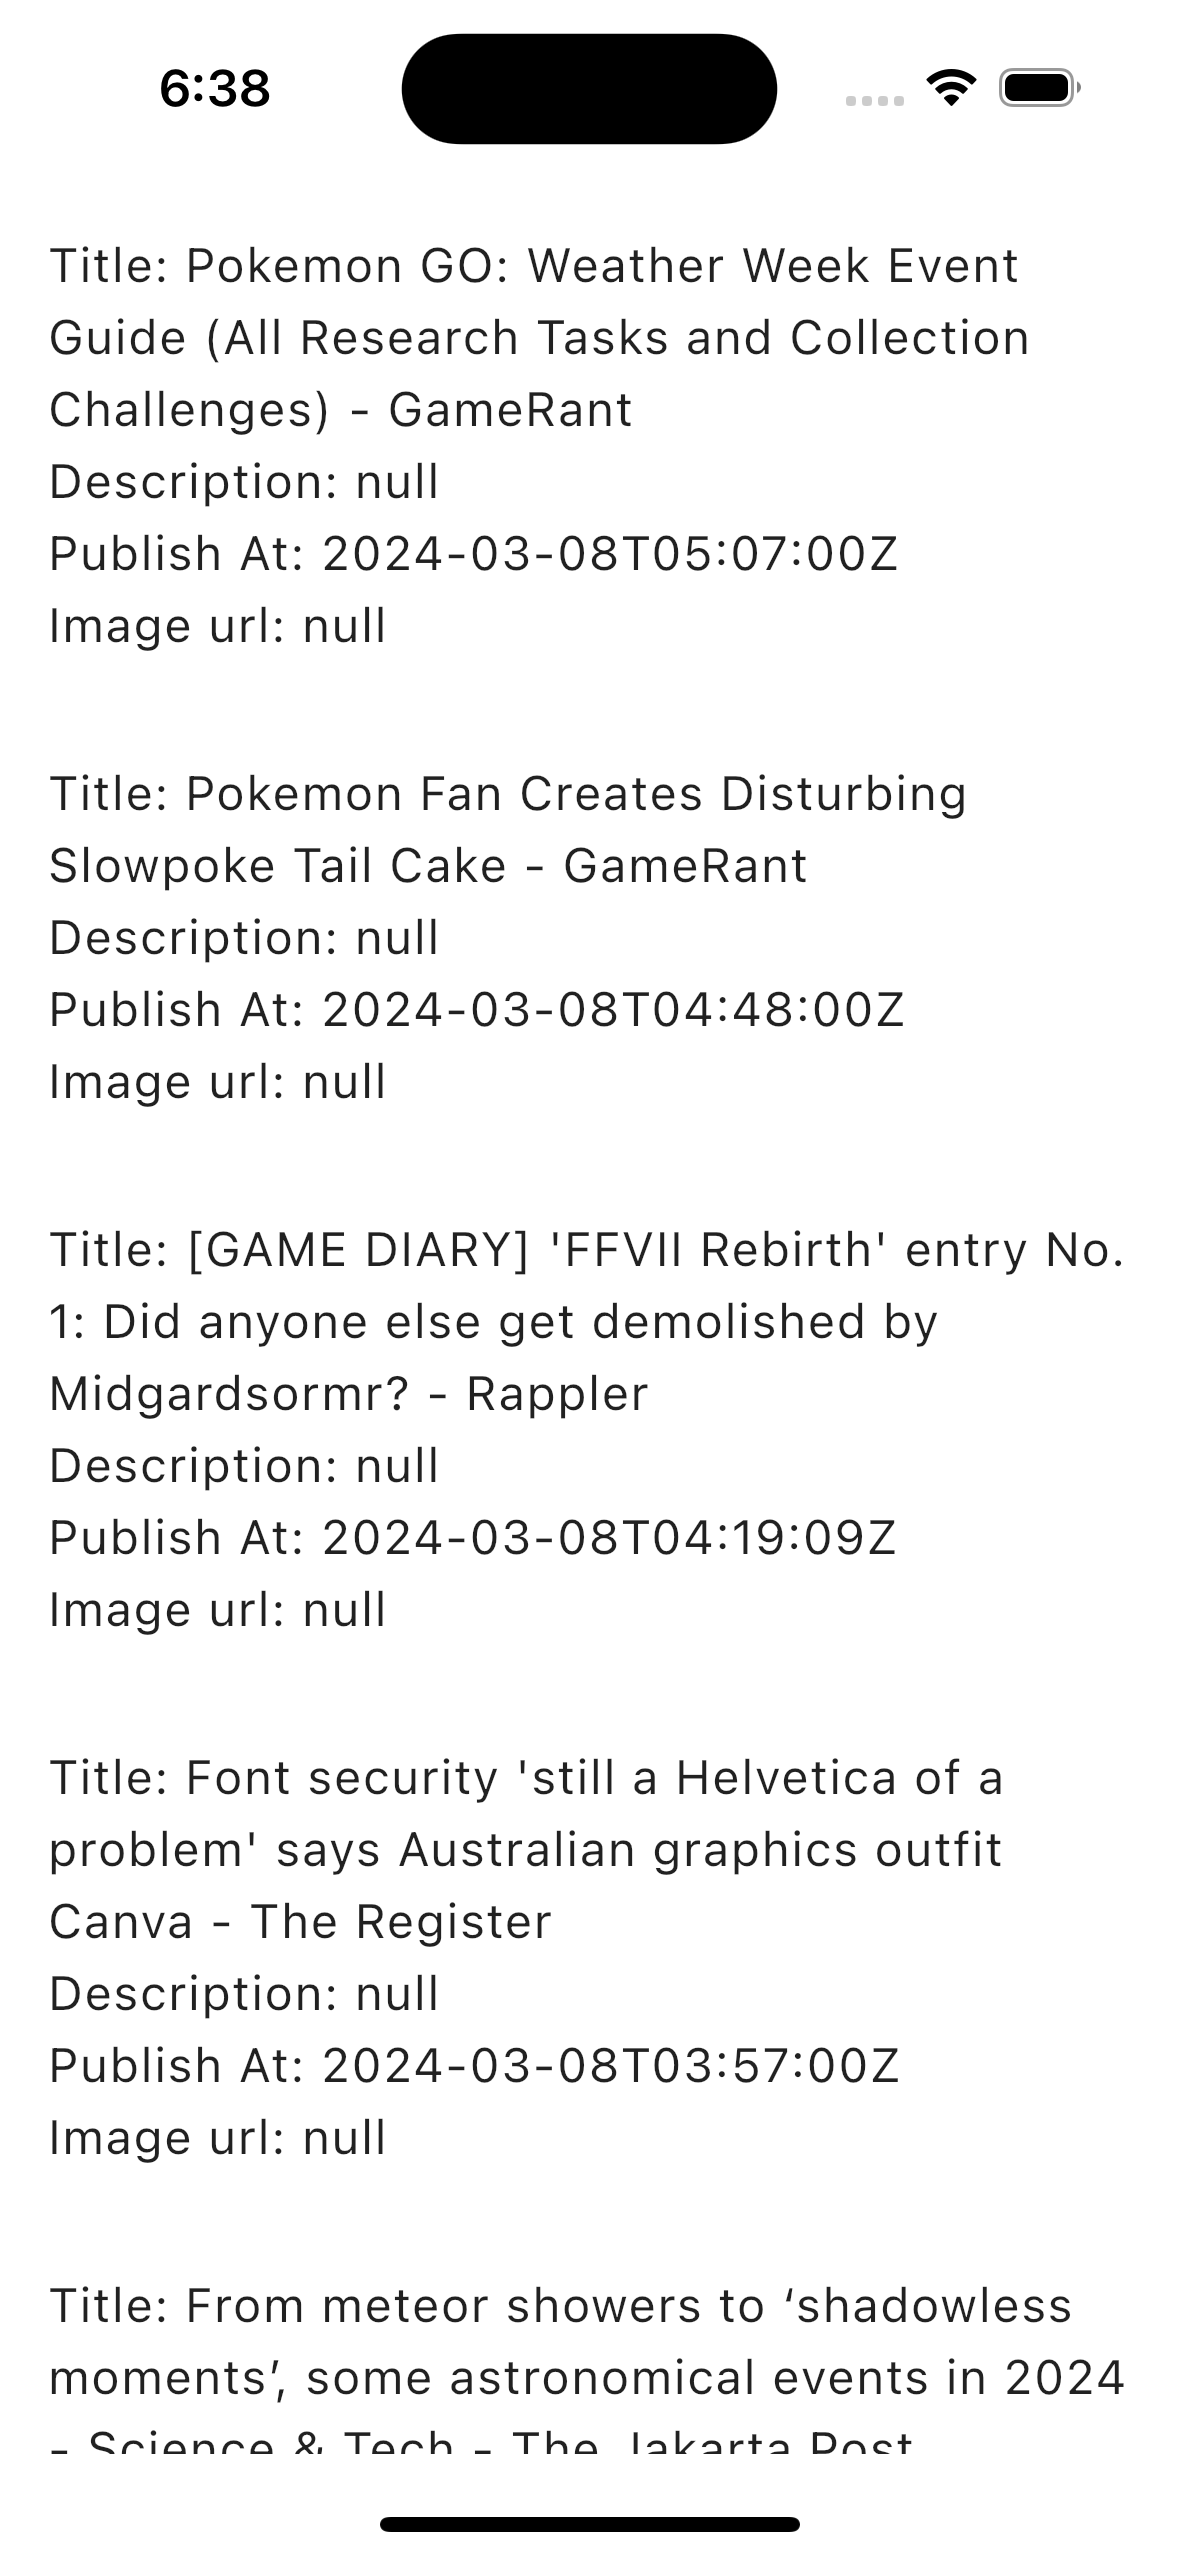 6:38
Title: Pokemon GO: Weather Week Event
Guide (All Research Tasks and Collection
Challenges) - GameRant
Description: null
Publish At: 2024-03-08T05:07:00Z
Image url: null
Title: Pokemon Fan Creates Disturbing
Slowpoke Tail Cake - GameRant
Description: null
Publish At: 2024-03-08T04:48:00Z
Image url: null
Title: [GAME DIARY] 'FFVII Rebirth' entry No.
1: Did anyone else get demolished by
Midgardsormr? - Rappler
Description: null
Publish At: 2024-03-08T04:19:09Z
Image url: null
Title: Font security 'still a Helvetica of a
problem' says Australian graphics outfit
Canva - The Register
Description: null
Publish At: 2024-03-08T03:57:00Z
Image url: null
Title: From meteor showers to ‘shadowless
moments’, some astronomical events in 2024
- Science & Tech - The Jakarta Post